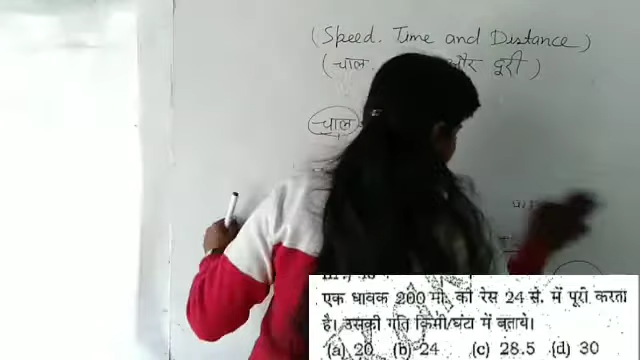 (Speed. Time and Distance)
(चाल. और दूरी)
चाल
एक धावक 200 मी. की रेस 24 से. में पूरी करता
है। उसकी गति किमी/घंटा में बताये।
(a) 20 (b) 24 (c) 28.5 (d) 30